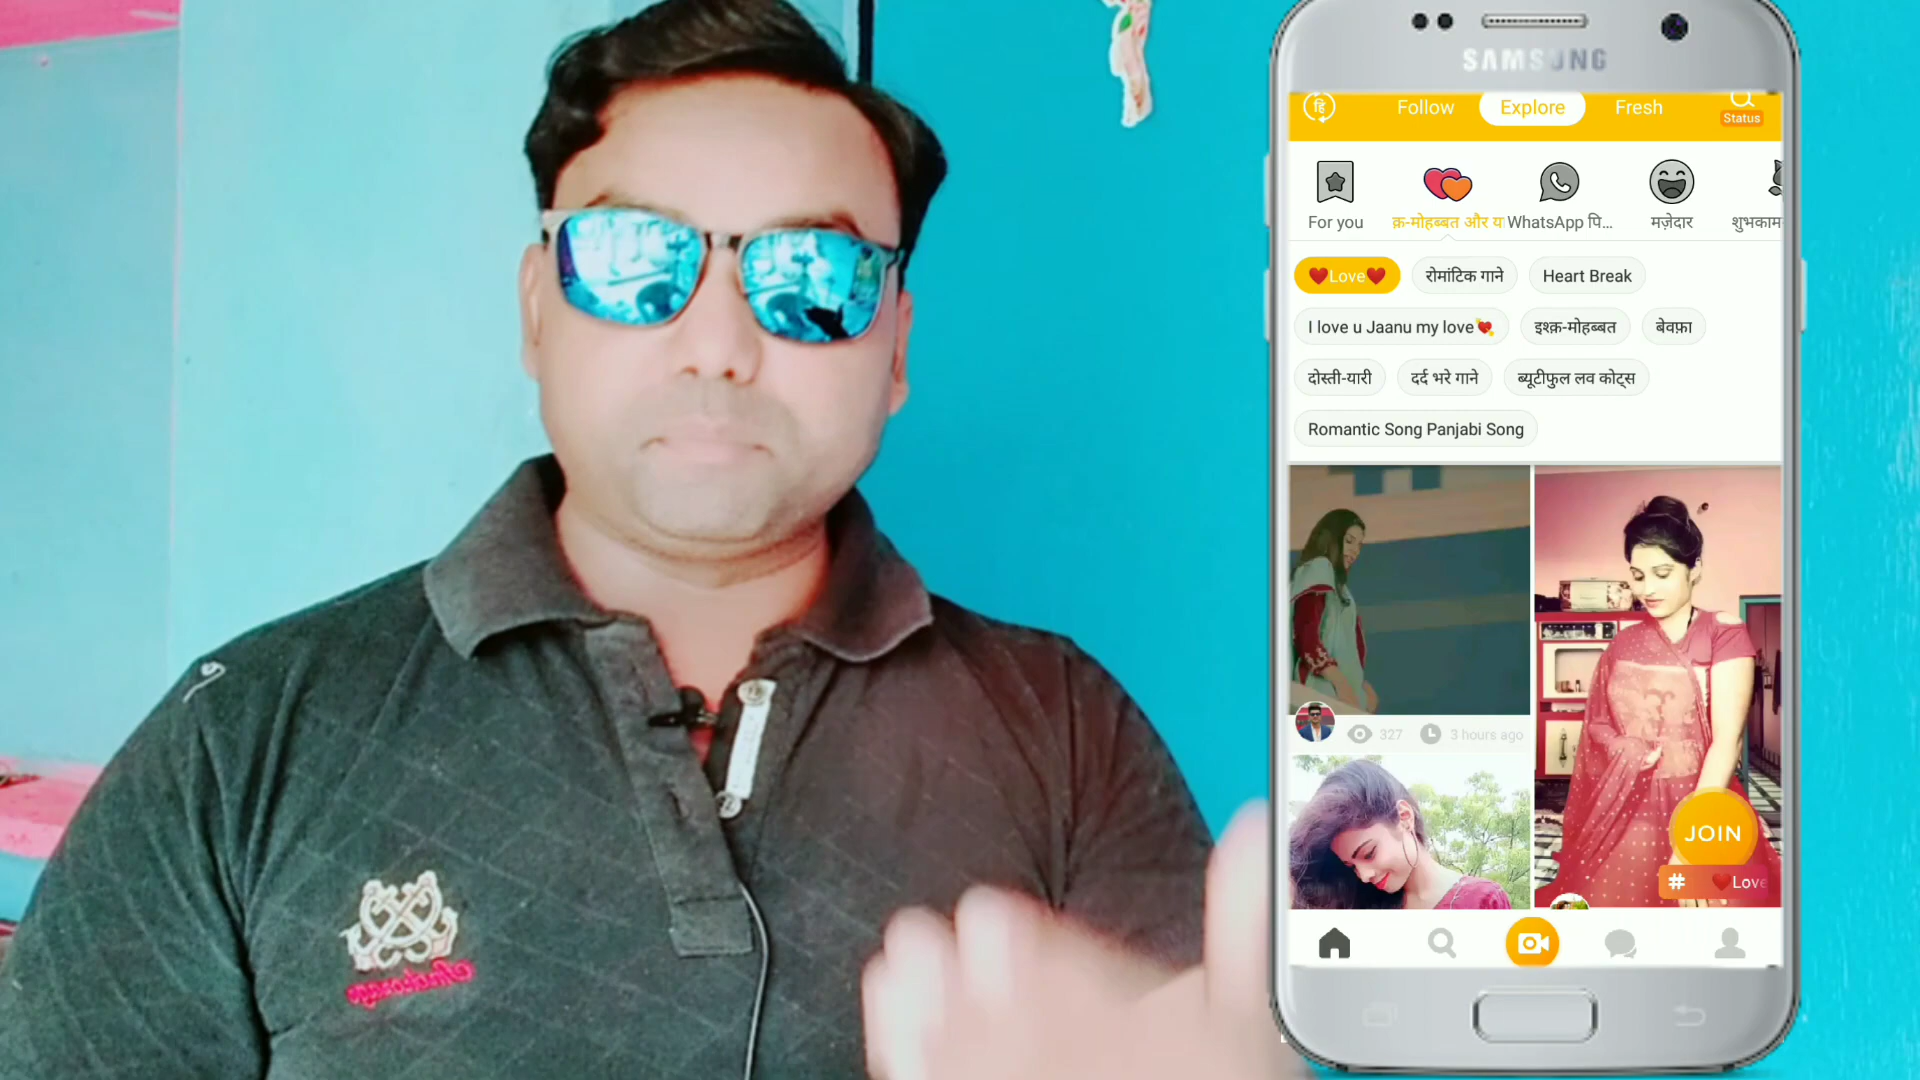 SAMSUNG
हि
Follow
Explore
Fresh
Status
For you
क़-मोहब्बत और या
WhatsApp पि...
मज़ेदार
शुभकाम
❤️Love❤️
रोमांटिक गाने
Heart Break
I love u Jaanu my love💘
इश्क़-मोहब्बत
बेवफ़ा
दोस्ती-यारी
दर्द भरे गाने
ब्यूटीफुल लव कोट्स
Romantic Song Panjabi Song
327
3 hours ago
JOIN
# ❤️Love